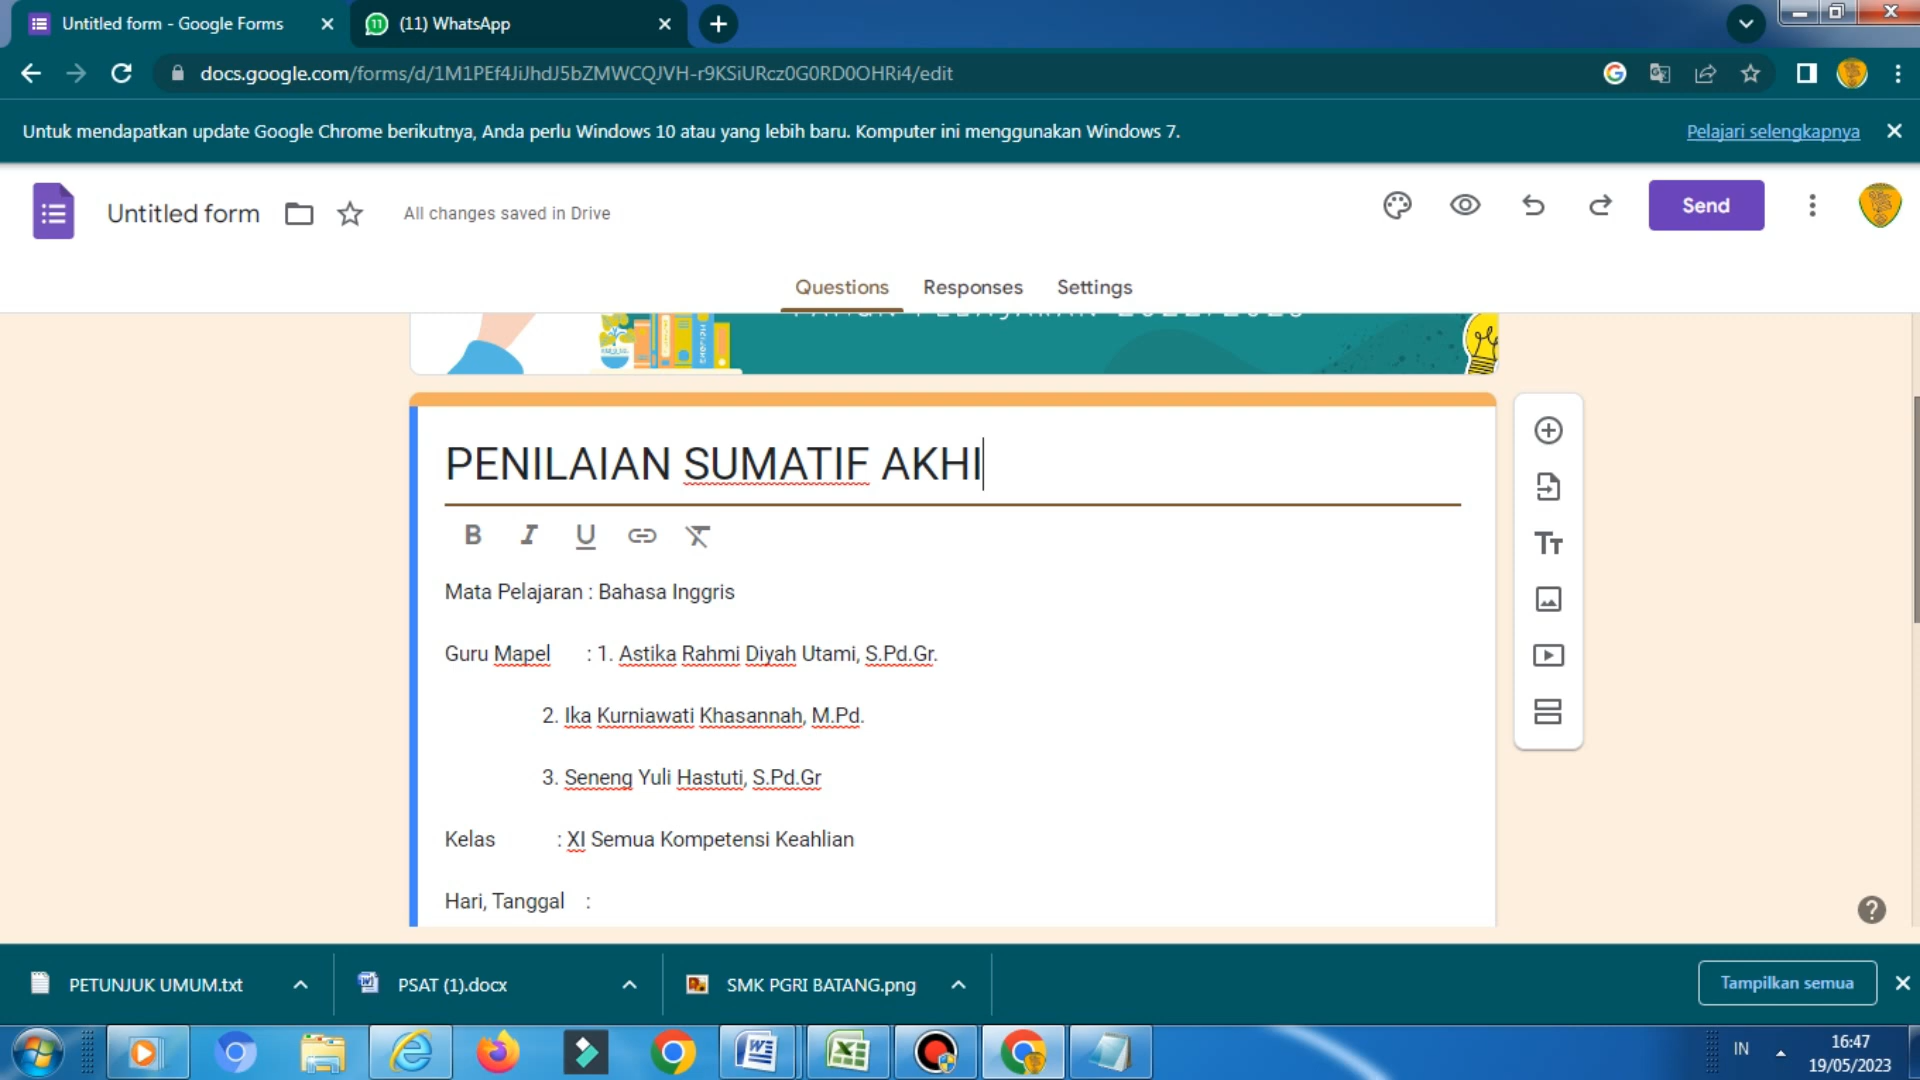 Untitled form - Google Forms
(11) WhatsApp
docs.google.com/forms/d/1M1PEf4JiJhdJ5bZMWCQJVH-r9KSiURcz0G0RD0OHRi4/edit
Untuk mendapatkan update Google Chrome berikutnya, Anda perlu Windows 10 atau yang lebih baru. Komputer ini menggunakan Windows 7.
Pelajari selengkapnya
Untitled form
All changes saved in Drive
Send
Questions
Responses
Settings
TAHUN PELAJARAN 2022/2023
PENILAIAN SUMATIF AKHI
Mata Pelajaran : Bahasa Inggris
Guru Mapel : 1. Astika Rahmi Diyah Utami, S.Pd.Gr.
2. Ika Kurniawati Khasannah, M.Pd.
3. Seneng Yuli Hastuti, S.Pd.Gr
Kelas : XI Semua Kompetensi Keahlian
Hari, Tanggal :
PETUNJUK UMUM.txt
PSAT (1).docx
SMK PGRI BATANG.png
Tampilkan semua
IN
16:47
19/05/2023